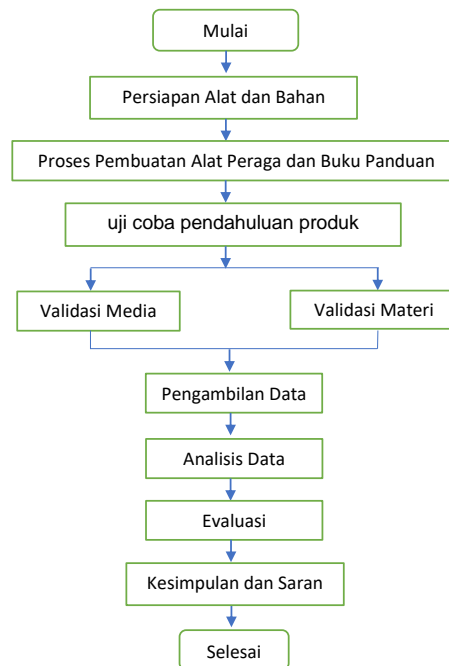 Mulai
Persiapan Alat dan Bahan
Proses Pembuatan Alat Peraga dan Buku Panduan
uji coba pendahuluan produk
Validasi Media
Validasi Materi
Pengambilan Data
Analisis Data
Evaluasi
Kesimpulan dan Saran
Selesai